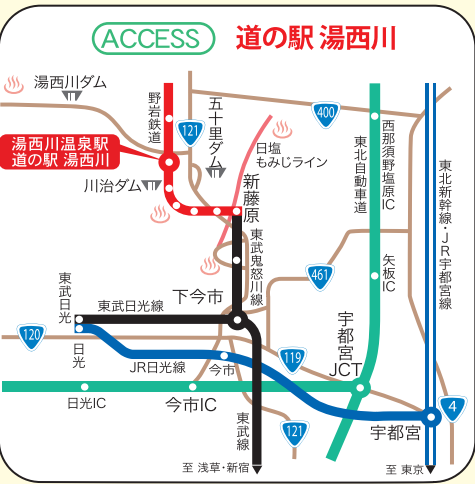 ACCESS 道の駅 湯西川
湯西川ダム
野岩鉄道
五十里ダム
121
400
日塩
もみじライン
西那須野塩原IC
東北自動車道
湯西川温泉駅
道の駅 湯西川
川治ダム
新藤原
東北新幹線・JR宇都宮線
東武鬼怒川線
矢板IC
461
東武日光
下今市
東武日光線
宇都宮
JCT
120
日光
JR日光線
今市
119
日光IC
今市IC
4
東武線
121
宇都宮
至 浅草・新宿
至 東京